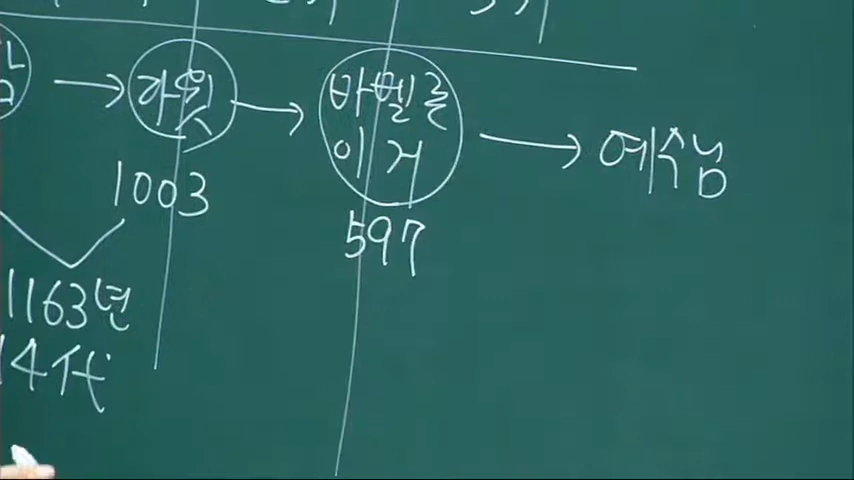 → 다윗 → 바벨론 → 예수님
이거
1003
597
1163년
14代